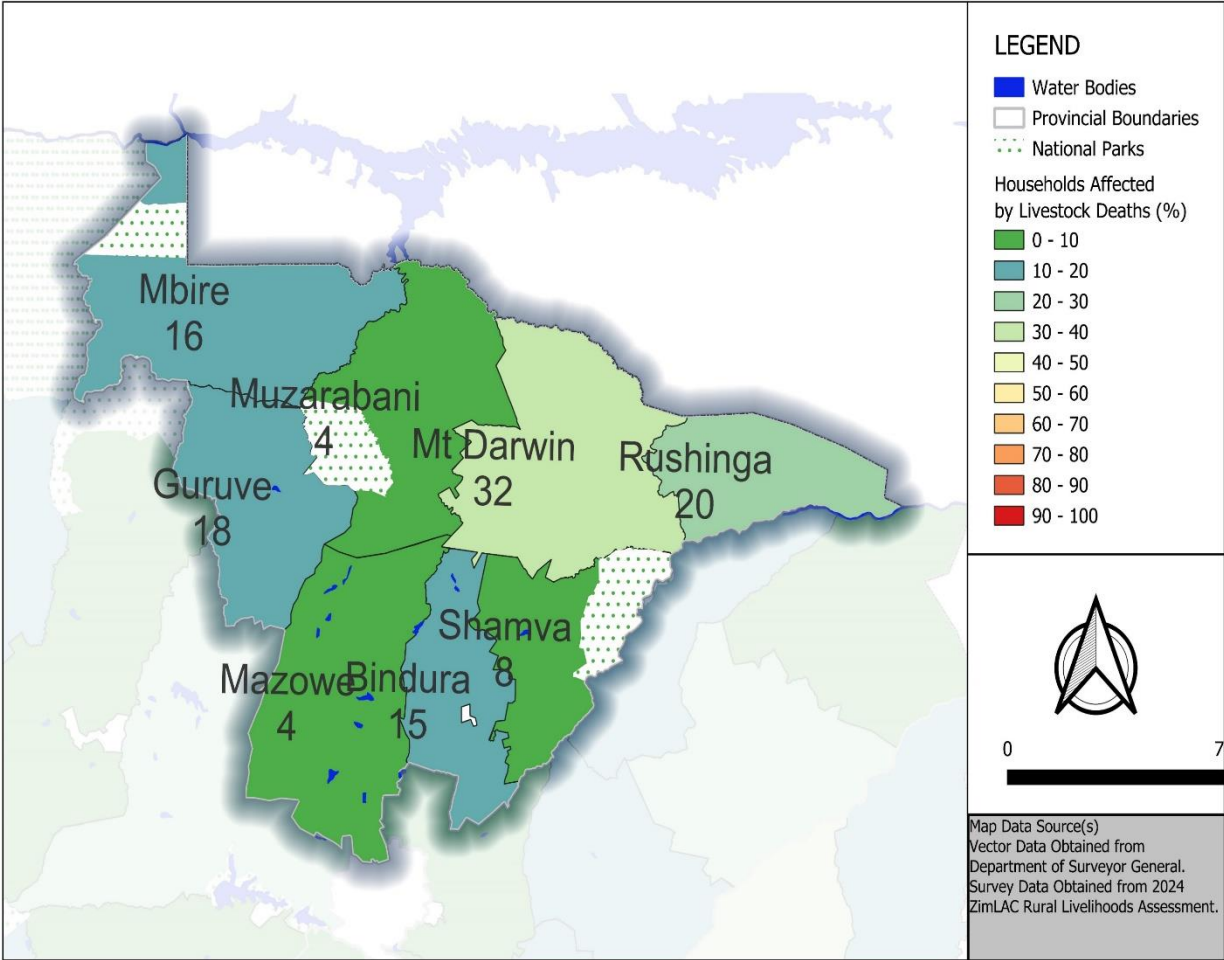 Mbire
16
Muzarabani
4
Mt Darwin
32
Rushinga
20
Guruve
18
Shamva
8
Mazowe
4
Bindura
15
LEGEND
Water Bodies
Provincial Boundaries
National Parks
Households Affected
by Livestock Deaths (%)
0 - 10
10 - 20
20 - 30
30 - 40
40 - 50
50 - 60
60 - 70
70 - 80
80 - 90
90 - 100
0 7
Map Data Source(s)
Vector Data Obtained from
Department of Surveyor General.
Survey Data Obtained from 2024
ZimLAC Rural Livelihoods Assessment.